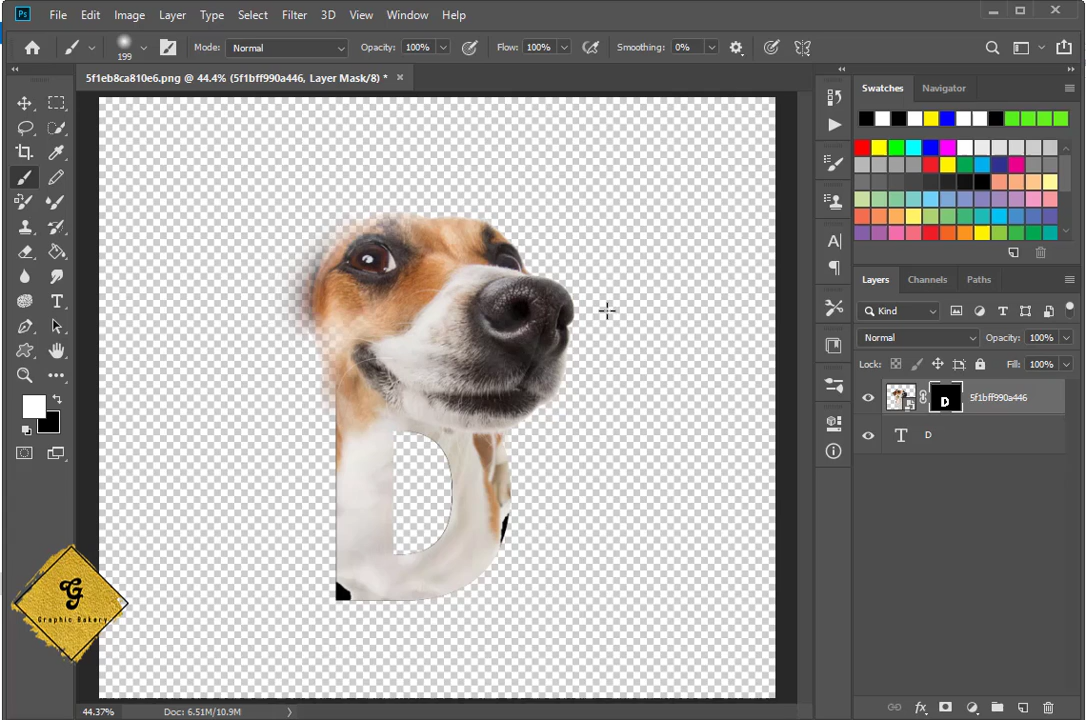 Ps File Edit Image Layer Type Select Filter 3D View Window Help
199 Mode: Normal Opacity: 100% Flow: 100% Smoothing: 0%
5f1eb8ca810e6.png @ 44.4% (5f1bff990a446, Layer Mask/8) * ×
Swatches Navigator
Layers Channels Paths
Kind
Normal Opacity: 100%
Lock: Fill: 100%
5f1bff990a446
T D
G
Graphic Bakery
44.37% Doc: 6.51M/10.9M